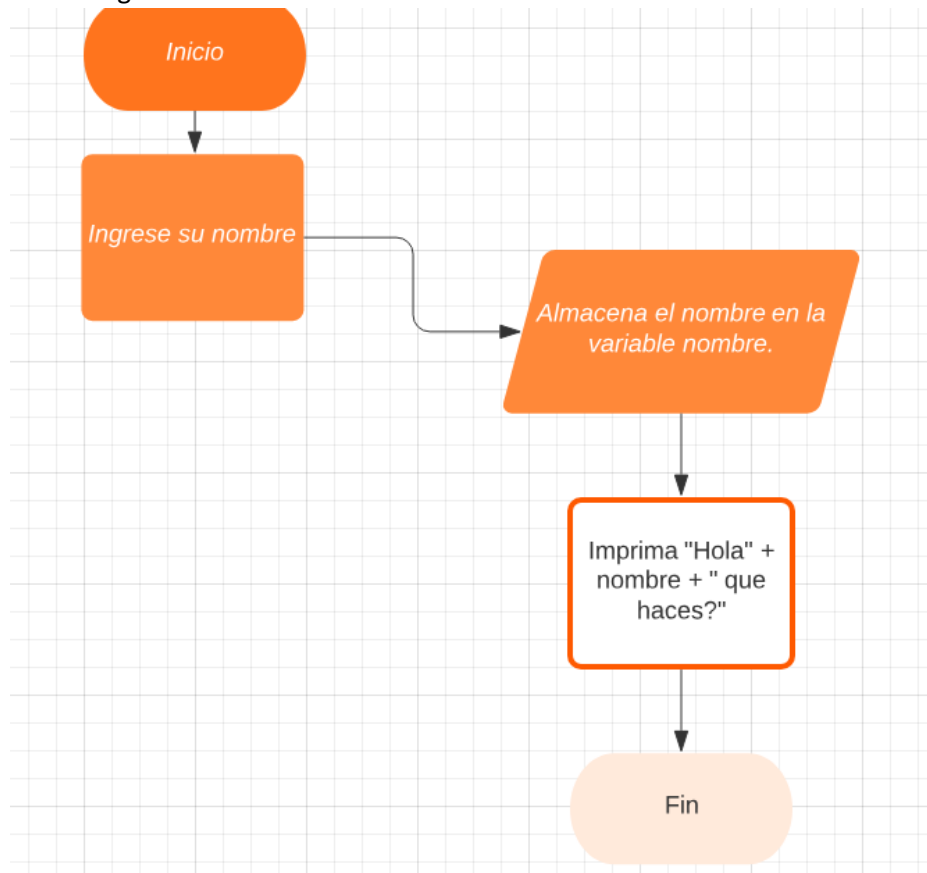 Inicio
Ingrese su nombre
Almacena el nombre en la
variable nombre.
Imprima "Hola" +
nombre + " que
haces?"
Fin